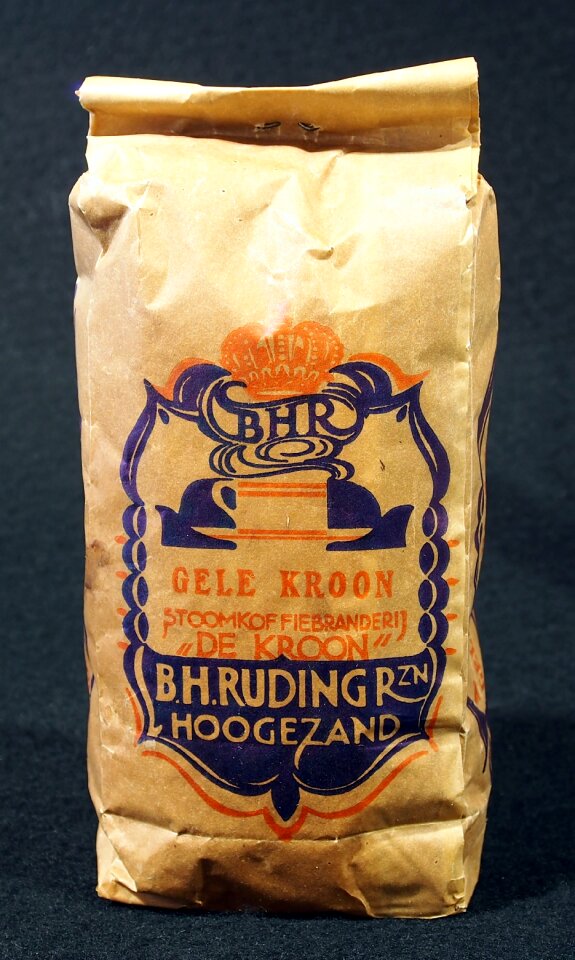 BHR
GELE KROON
STOOMKOFFIEBRANDERIJ
„DE KROON”
B.H.RUDING RZN
HOOGEZAND